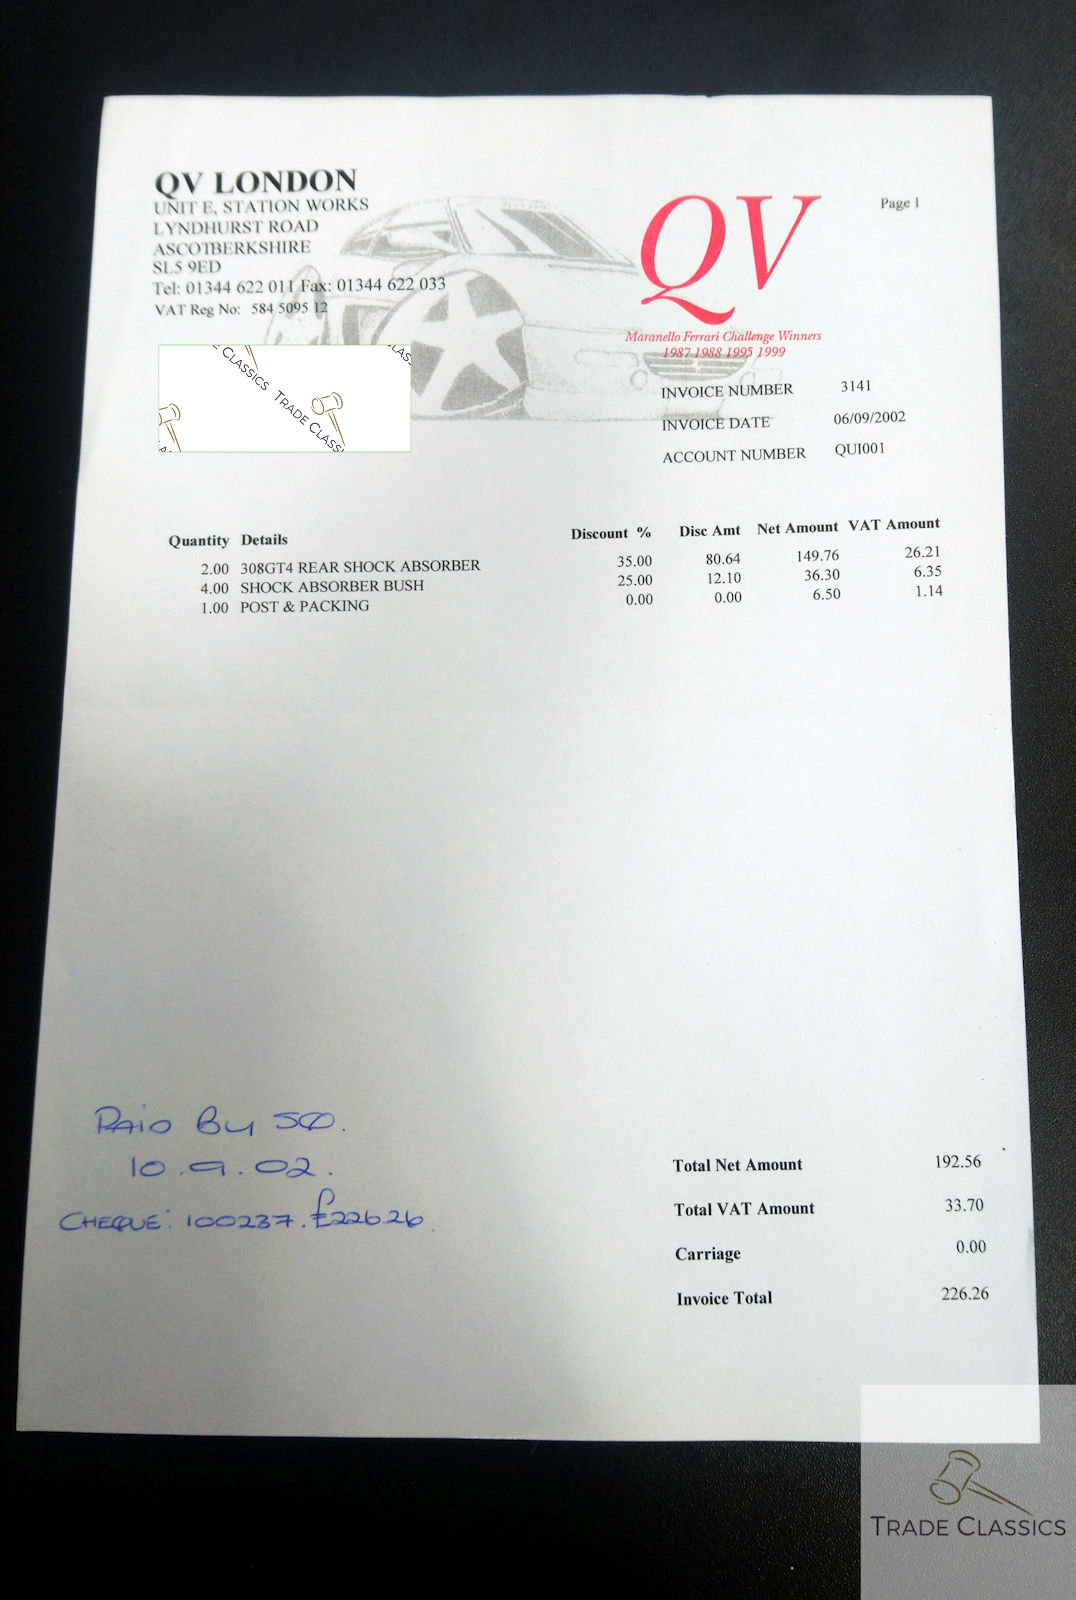 QV LONDON
UNIT E, STATION WORKS
LYNDHURST ROAD
ASCOTBERKSHIRE
SL5 9ED
Tel: 01344 622 011 Fax: 01344 622 033
VAT Reg No: 584 5095 12
QV
Page 1
Maranello Ferrari Challenge Winners
1987 1988 1995 1999
CLASSICS
CLAS
TRADE CLASSI
INVOICE NUMBER 3141
INVOICE DATE 06/09/2002
ACCOUNT NUMBER QUI001
Quantity Details Discount % Disc Amt Net Amount VAT Amount
2.00 308GT4 REAR SHOCK ABSORBER 35.00 80.64 149.76 26.21
4.00 SHOCK ABSORBER BUSH 25.00 12.10 36.30 6.35
1.00 POST & PACKING 0.00 0.00 6.50 1.14
PAID BY SQ.
10.9.02.
CHEQUE: 100237. £226.26.
Total Net Amount 192.56
Total VAT Amount 33.70
Carriage 0.00
Invoice Total 226.26
TRADE CLASSICS